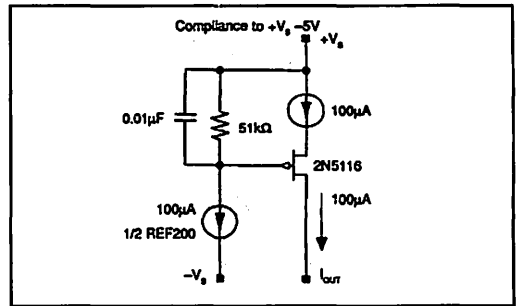 Compliance to +Vs –5V
+Vs
0.01µF
51kΩ
100µA
2N5116
100µA
1/2 REF200
100µA
–Vs
IOUT